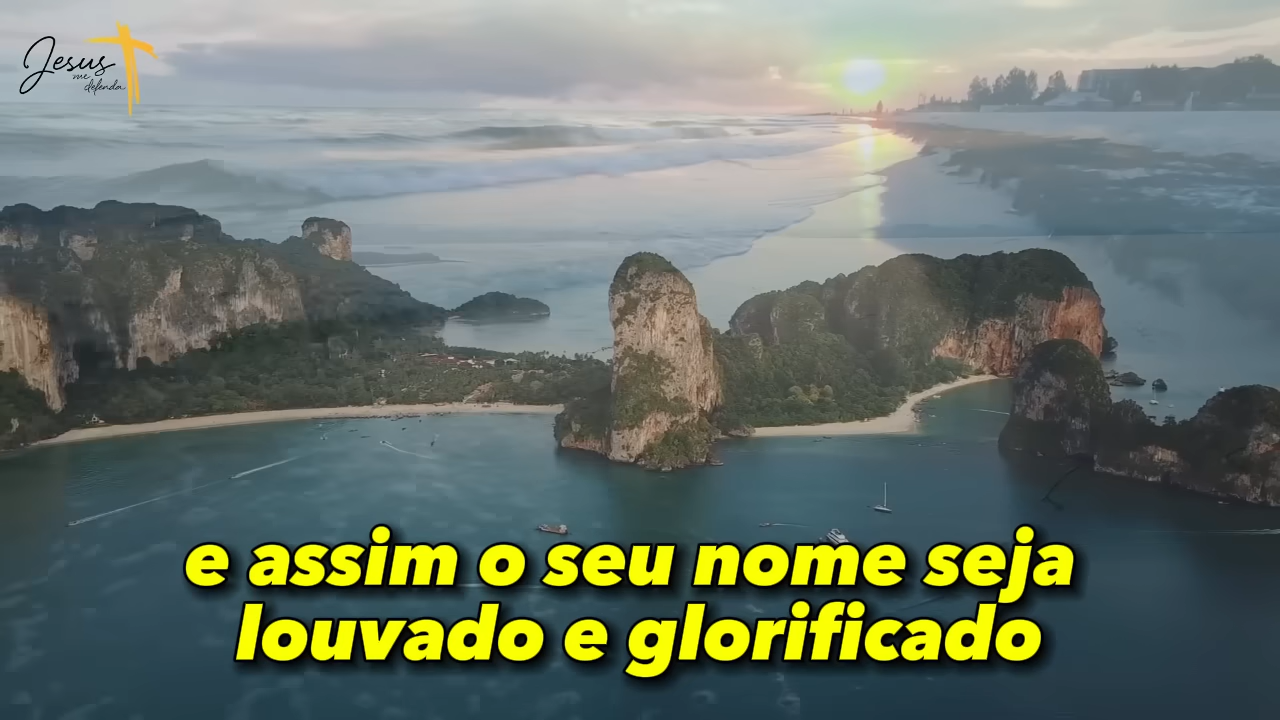 Jesus
me
defenda
e assim o seu nome seja
louvado e glorificado